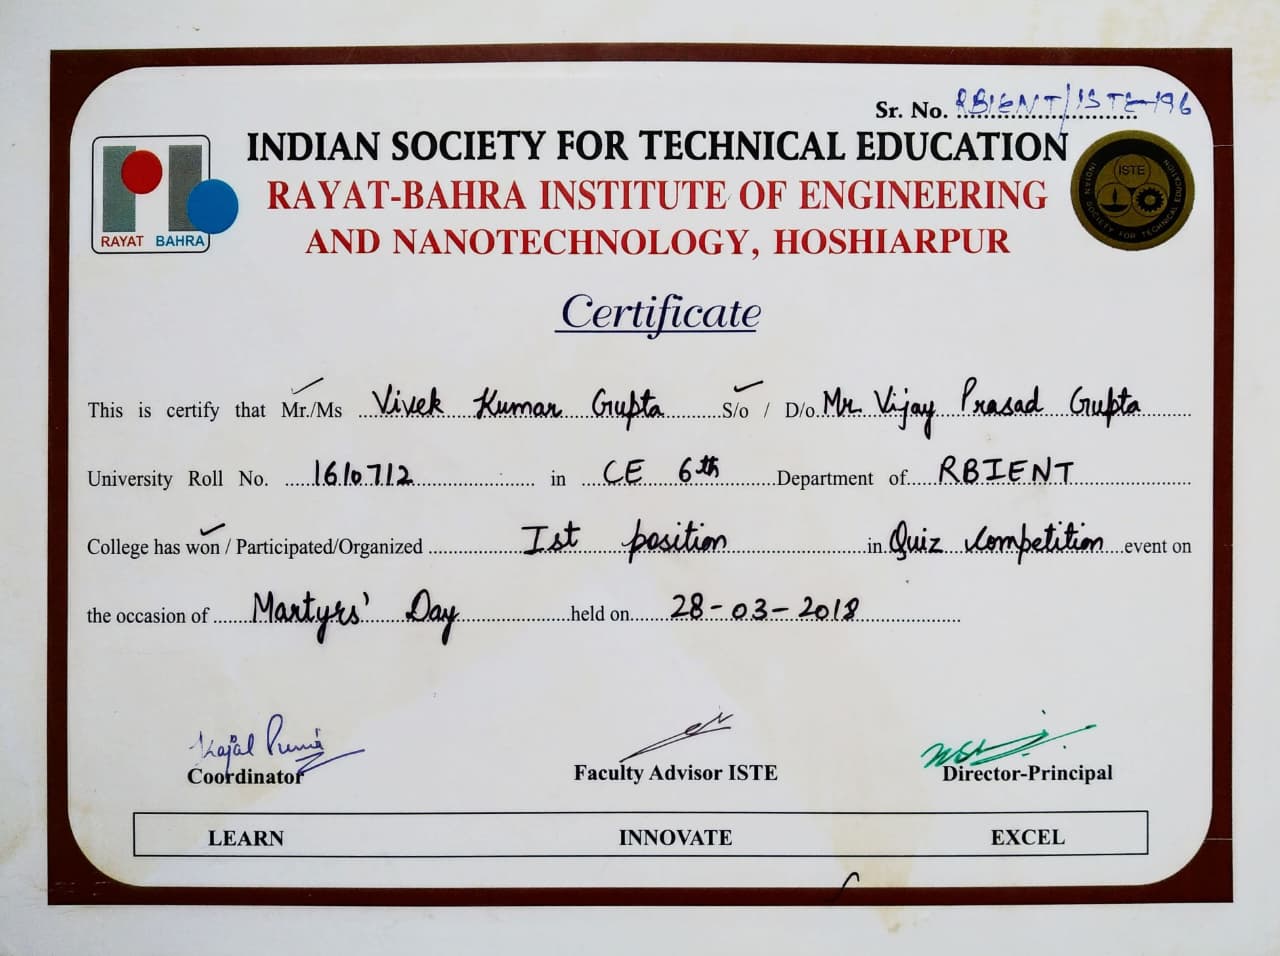 Sr. No. RBIENT/ISTE-196
INDIAN SOCIETY FOR TECHNICAL EDUCATION
RAYAT-BAHRA INSTITUTE OF ENGINEERING
AND NANOTECHNOLOGY, HOSHIARPUR
RAYAT BAHRA
ISTE
INDIAN SOCIETY FOR TECHNICAL EDUCATION
Certificate
This is certify that Mr./Ms Vivek Kumar Gupta S/o / D/o. Mr. Vijay Prasad Gupta
University Roll No. 1610712 in CE 6th Department of RBIENT
College has won / Participated/Organized Ist position in Quiz Competition event on
the occasion of Martyrs' Day held on 28-03-2018
Kajal
Coordinator Faculty Advisor ISTE Director-Principal
LEARN INNOVATE EXCEL